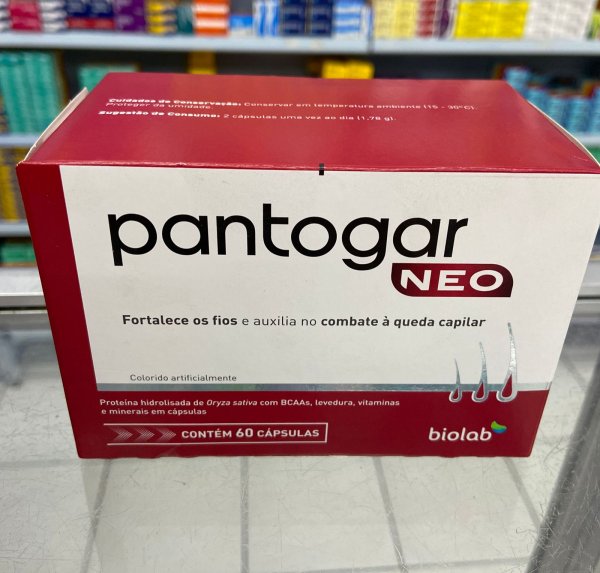 Cuidados de Conservação: Conservar em temperatura ambiente (15 - 30°C).
Proteger da umidade.
Sugestão de Consumo: 2 cápsulas uma vez ao dia (1,78 g).
pantogar
NEO
Fortalece os fios e auxilia no combate à queda capilar
Colorido artificialmente
Proteína hidrolisada de Oryza sativa com BCAAs, levedura, vitaminas
e minerais em cápsulas
CONTÉM 60 CÁPSULAS
biolab